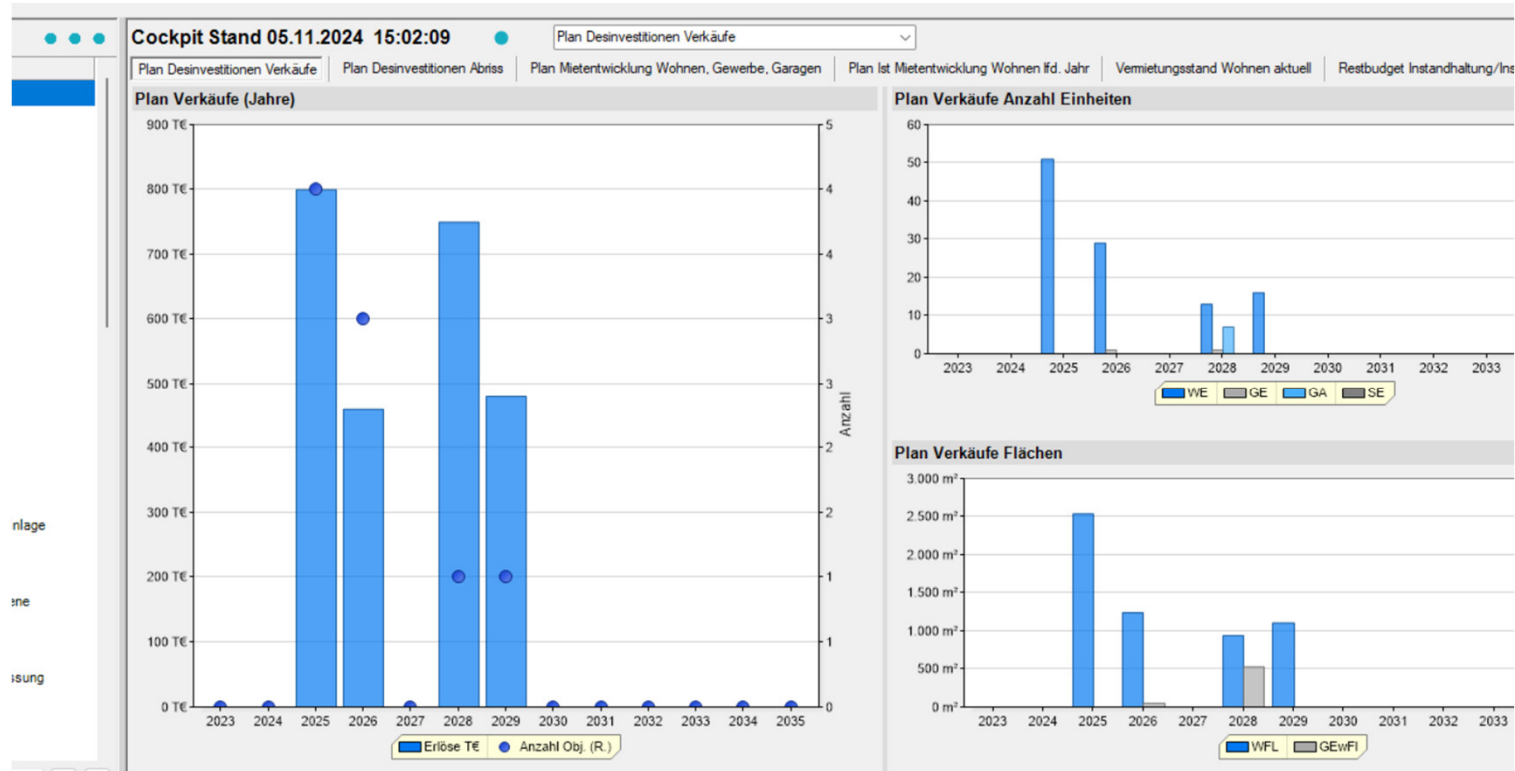 Cockpit Stand 05.11.2024 15:02:09
Plan Desinvestitionen Verkäufe
Plan Desinvestitionen Verkäufe
Plan Desinvestitionen Abriss
Plan Mietentwicklung Wohnen, Gewerbe, Garagen
Plan Ist Mietentwicklung Wohnen lfd. Jahr
Vermietungsstand Wohnen aktuell
Restbudget Instandhaltung/Ins
nlage
ene
ssung
Plan Verkäufe (Jahre)
900 T€
800 T€
700 T€
600 T€
500 T€
400 T€
300 T€
200 T€
100 T€
0 T€
5
4
4
3
3
2
2
1
1
0
Anzahl
2023 2024 2025 2026 2027 2028 2029 2030 2031 2032 2033 2034 2035
Erlöse T€ Anzahl Obj. (R.)
Plan Verkäufe Anzahl Einheiten
60
50
40
30
20
10
0
2023 2024 2025 2026 2027 2028 2029 2030 2031 2032 2033
WE GE GA SE
Plan Verkäufe Flächen
3.000 m²
2.500 m²
2.000 m²
1.500 m²
1.000 m²
500 m²
0 m²
2023 2024 2025 2026 2027 2028 2029 2030 2031 2032 2033
WFL GEwFl